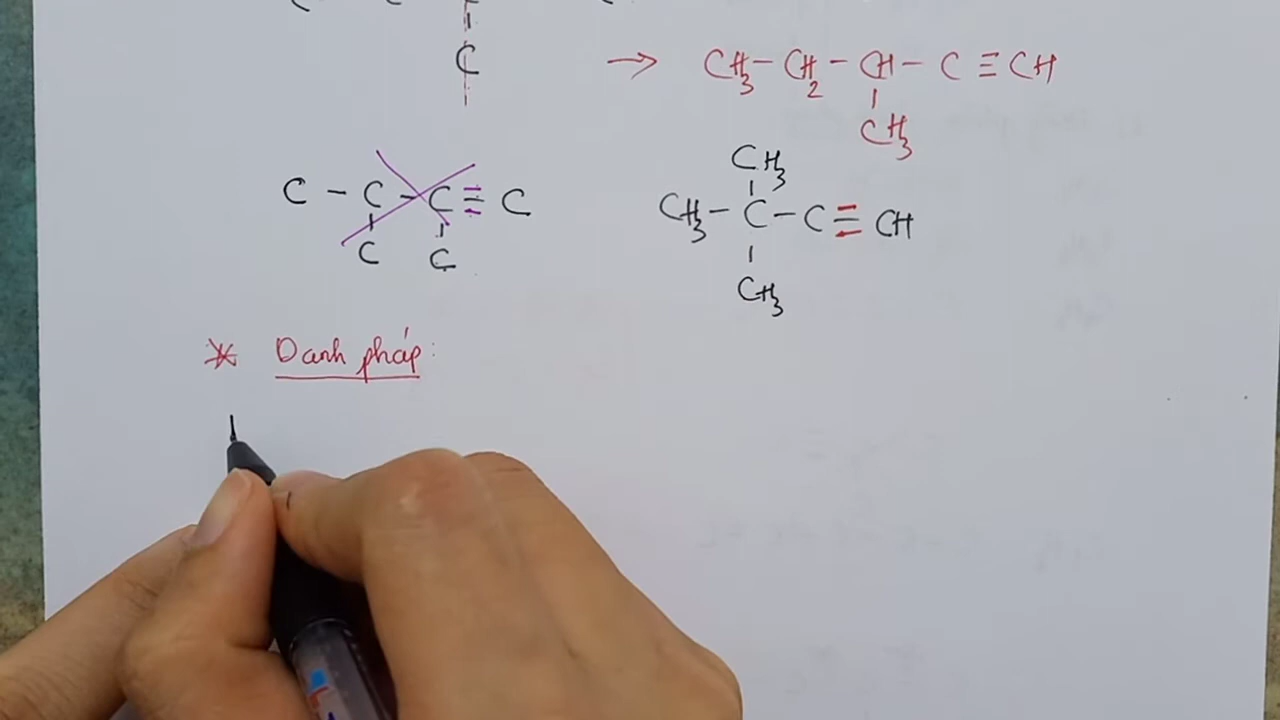 C
→ CH3 – CH2 – CH – C ≡ CH
CH3
C – C – C ≡ C
C C
CH3
CH3 – C – C ≡ CH
CH3
* Danh pháp: